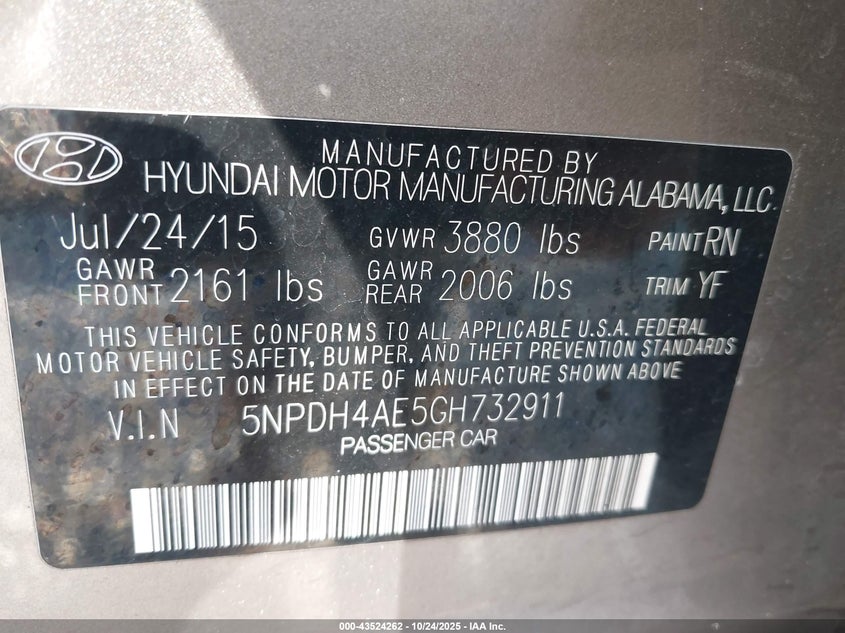 MANUFACTURED BY
HYUNDAI MOTOR MANUFACTURING ALABAMA, LLC.
Jul/24/15 GVWR 3880 lbs PAINT RN
GAWR FRONT 2161 lbs GAWR REAR 2006 lbs TRIM YF
THIS VEHICLE CONFORMS TO ALL APPLICABLE U.S.A. FEDERAL
MOTOR VEHICLE SAFETY, BUMPER, AND THEFT PREVENTION STANDARDS
IN EFFECT ON THE DATE OF MANUFACTURE SHOWN ABOVE
V.I.N 5NPDH4AE5GH732911
PASSENGER CAR
000-43524262 - 10/24/2025 - IAA Inc.